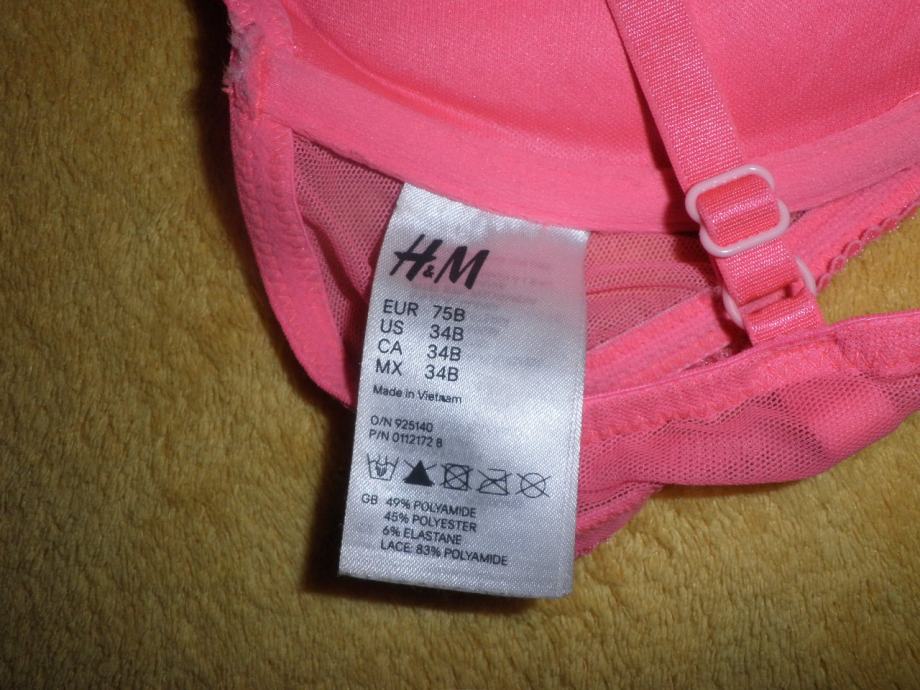 H&M
EUR 75B
US 34B
CA 34B
MX 34B
Made in Vietnam
O/N 925140
P/N 0112172 8
GB 49% POLYAMIDE
45% POLYESTER
6% ELASTANE
LACE: 83% POLYAMIDE